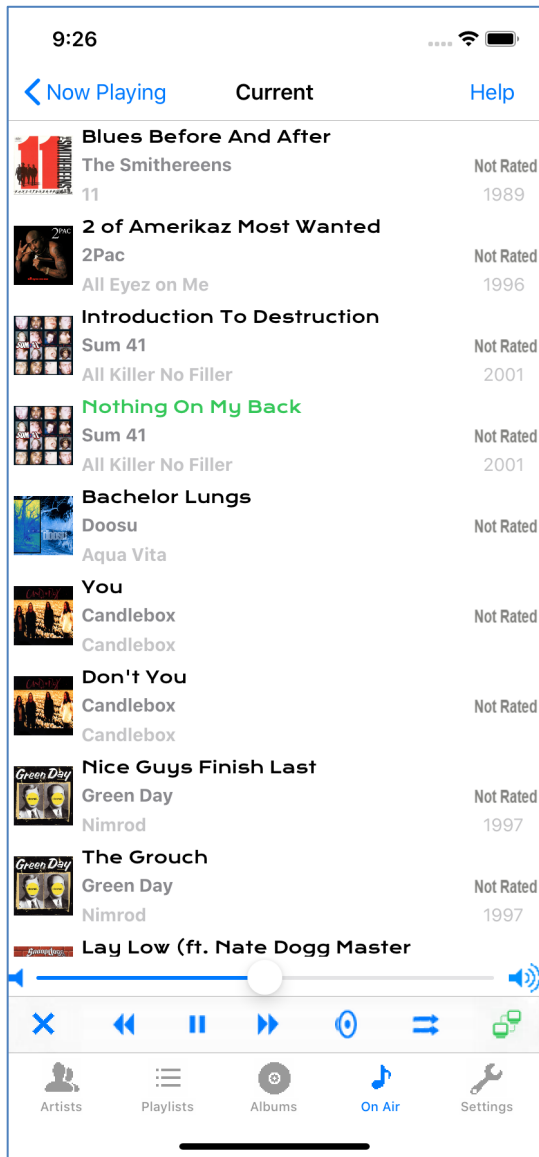 9:26
Now Playing
Current
Help
Blues Before And After
The Smithereens
Not Rated
11
1989
2 of Amerikaz Most Wanted
2Pac
Not Rated
All Eyez on Me
1996
Introduction To Destruction
Sum 41
Not Rated
All Killer No Filler
2001
Nothing On My Back
Sum 41
Not Rated
All Killer No Filler
2001
Bachelor Lungs
Doosu
Not Rated
Aqua Vita
You
Candlebox
Not Rated
Candlebox
Don't You
Candlebox
Not Rated
Candlebox
Nice Guys Finish Last
Green Day
Not Rated
Nimrod
1997
The Grouch
Green Day
Not Rated
Nimrod
1997
Lay Low (ft. Nate Dogg Master
Artists
Playlists
Albums
On Air
Settings